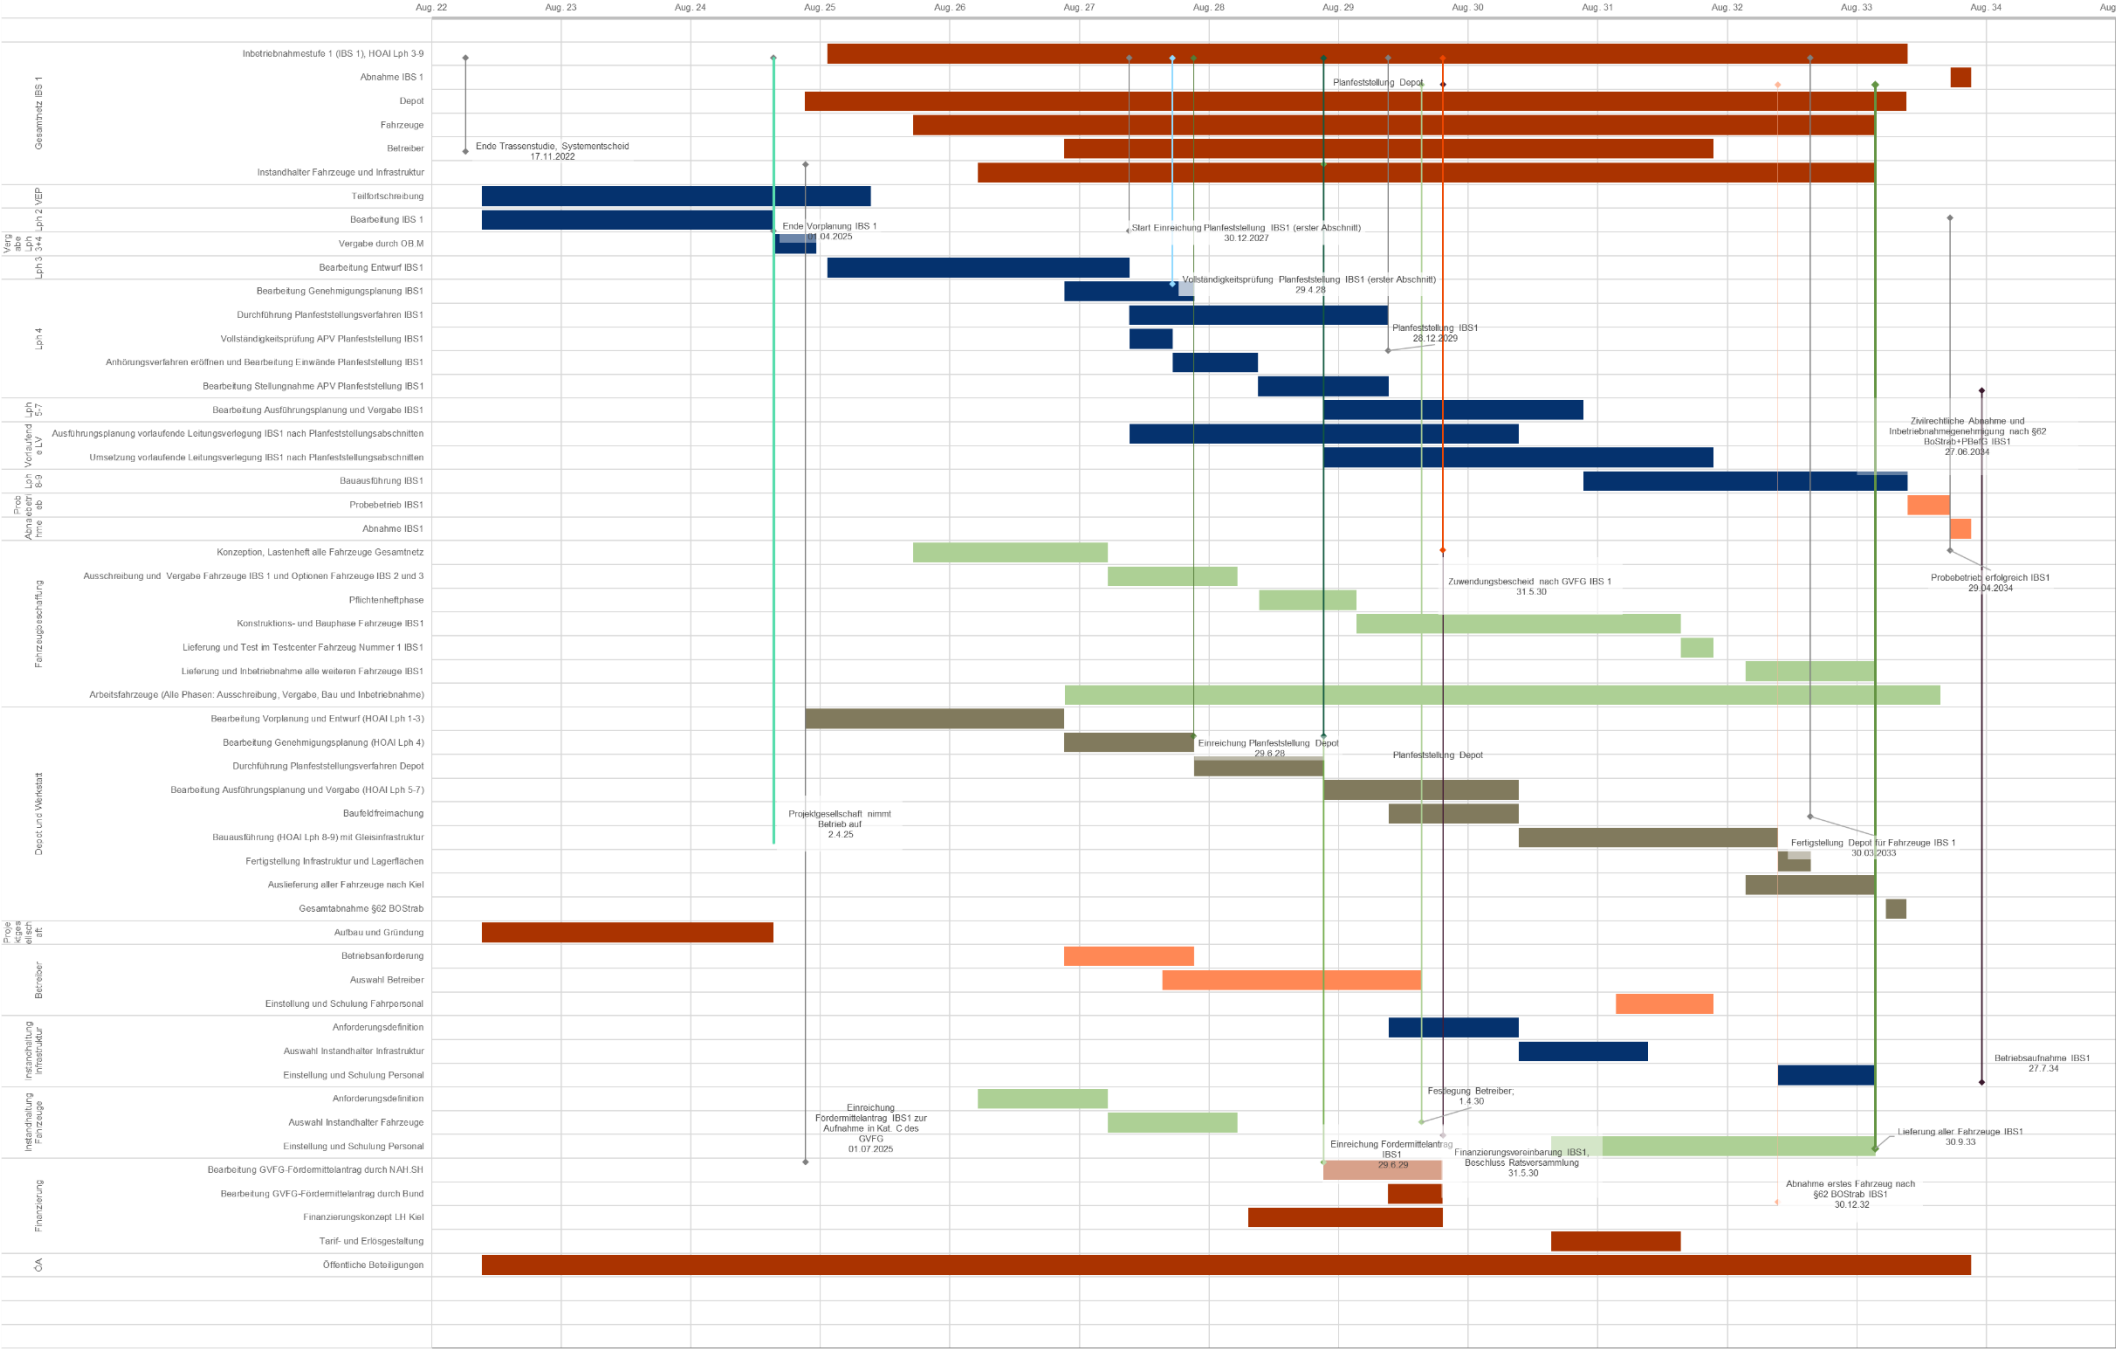 Aug. 22 Aug. 23 Aug. 24 Aug. 25 Aug. 26 Aug. 27 Aug. 28 Aug. 29 Aug. 30 Aug. 31 Aug. 32 Aug. 33 Aug. 34 Aug
Gesamtnetz IBS 1
Inbetriebnahmestufe 1 (IBS 1), HOAI Lph 3-9
Abnahme IBS 1
Planfeststellung Depot
Depot
Fahrzeuge
Betreiber
Ende Trassenstudie, Systementscheid
17.11.2022
Instandhalter Fahrzeuge und Infrastruktur
VEP
Teilfortschreibung
Lph 2
Bearbeitung IBS 1
Ende Vorplanung IBS 1
01.04.2025
Start Einreichung Planfeststellung IBS1 (erster Abschnitt)
30.12.2027
Verg
abe
Lph
3+4
Vergabe durch OB.M
Lph 3
Bearbeitung Entwurf IBS1
Lph 4
Bearbeitung Genehmigungsplanung IBS1
Vollständigkeitsprüfung Planfeststellung IBS1 (erster Abschnitt)
29.4.28
Durchführung Planfeststellungsverfahren IBS1
Planfeststellung IBS1
28.12.2029
Vollständigkeitsprüfung APV Planfeststellung IBS1
Anhörungsverfahren eröffnen und Bearbeitung Einwände Planfeststellung IBS1
Bearbeitung Stellungnahme APV Planfeststellung IBS1
Lph
5-7
Bearbeitung Ausführungsplanung und Vergabe IBS1
Zivilrechtliche Abnahme und
Inbetriebnahmegenehmigung nach §62
BoStrab+PBefG IBS1
27.06.2034
Vorlaufend
e LV
Ausführungsplanung vorlaufende Leitungsverlegung IBS1 nach Planfeststellungsabschnitten
Umsetzung vorlaufende Leitungsverlegung IBS1 nach Planfeststellungsabschnitten
Lph
8-9
Bauausführung IBS1
Prob
ebetri
eb
Probebetrieb IBS1
Abna
hme
Abnahme IBS1
Fahrzeugbeschaffung
Konzeption, Lastenheft alle Fahrzeuge Gesamtnetz
Ausschreibung und Vergabe Fahrzeuge IBS 1 und Optionen Fahrzeuge IBS 2 und 3
Zuwendungsbescheid nach GVFG IBS 1
31.5.30
Probebetrieb erfolgreich IBS1
29.04.2034
Pflichtenheftphase
Konstruktions- und Bauphase Fahrzeuge IBS1
Lieferung und Test im Testcenter Fahrzeug Nummer 1 IBS1
Lieferung und Inbetriebnahme alle weiteren Fahrzeuge IBS1
Arbeitsfahrzeuge (Alle Phasen: Ausschreibung, Vergabe, Bau und Inbetriebnahme)
Depot und Werkstatt
Bearbeitung Vorplanung und Entwurf (HOAI Lph 1-3)
Bearbeitung Genehmigungsplanung (HOAI Lph 4)
Einreichung Planfeststellung Depot
29.6.28
Planfeststellung Depot
Durchführung Planfeststellungsverfahren Depot
Bearbeitung Ausführungsplanung und Vergabe (HOAI Lph 5-7)
Baufeldfreimachung
Projektgesellschaft nimmt
Betrieb auf
2.4.25
Bauausführung (HOAI Lph 8-9) mit Gleisinfrastruktur
Fertigstellung Depot für Fahrzeuge IBS 1
30.03.2033
Fertigstellung Infrastruktur und Lagerflächen
Auslieferung aller Fahrzeuge nach Kiel
Gesamtabnahme §62 BOStrab
Proje
ktges
ellsch
aft
Aufbau und Gründung
Betreiber
Betriebsanforderung
Auswahl Betreiber
Einstellung und Schulung Fahrpersonal
Instandhaltung
Infrastruktur
Anforderungsdefinition
Auswahl Instandhalter Infrastruktur
Einstellung und Schulung Personal
Betriebsaufnahme IBS1
27.7.34
Instandhaltung
Fahrzeuge
Anforderungsdefinition
Festlegung Betreiber;
1.4.30
Auswahl Instandhalter Fahrzeuge
Einreichung
Fördermittelantrag IBS1 zur
Aufnahme in Kat. C des
GVFG
01.07.2025
Einstellung und Schulung Personal
Lieferung aller Fahrzeuge IBS1
30.9.33
Einreichung Fördermittelantrag
IBS1
29.6.29
Finanzierungsvereinbarung IBS1,
Beschluss Ratsversammlung
31.5.30
Finanzierung
Bearbeitung GVFG-Fördermittelantrag durch NAH.SH
Bearbeitung GVFG-Fördermittelantrag durch Bund
Abnahme erstes Fahrzeug nach
§62 BOStrab IBS1
30.12.32
Finanzierungskonzept LH Kiel
Tarif- und Erlösgestaltung
ÖA
Öffentliche Beteiligungen